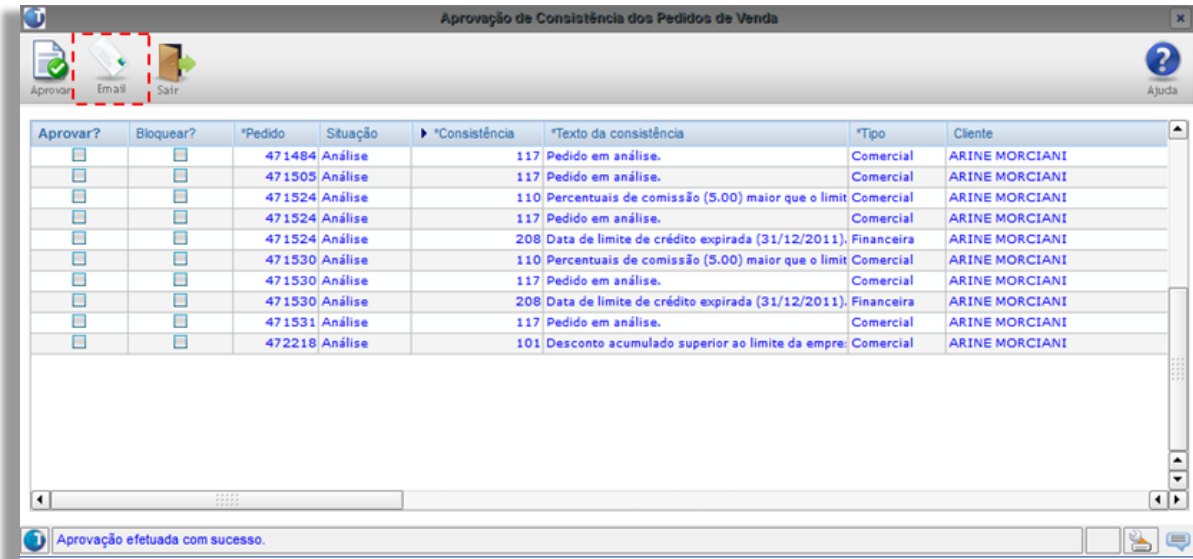 Aprovação de Consistência dos Pedidos de Venda
Aprovar Email Sair Ajuda
Aprovar? Bloquear? *Pedido Situação *Consistência *Texto da consistência *Tipo Cliente
471484 Análise 117 Pedido em análise. Comercial ARINE MORCIANI
471505 Análise 117 Pedido em análise. Comercial ARINE MORCIANI
471524 Análise 110 Percentuais de comissão (5.00) maior que o limit Comercial ARINE MORCIANI
471524 Análise 117 Pedido em análise. Comercial ARINE MORCIANI
471524 Análise 208 Data de limite de crédito expirada (31/12/2011). Financeira ARINE MORCIANI
471530 Análise 110 Percentuais de comissão (5.00) maior que o limit Comercial ARINE MORCIANI
471530 Análise 117 Pedido em análise. Comercial ARINE MORCIANI
471530 Análise 208 Data de limite de crédito expirada (31/12/2011). Financeira ARINE MORCIANI
471531 Análise 117 Pedido em análise. Comercial ARINE MORCIANI
472218 Análise 101 Desconto acumulado superior ao limite da empre Comercial ARINE MORCIANI
Aprovação efetuada com sucesso.